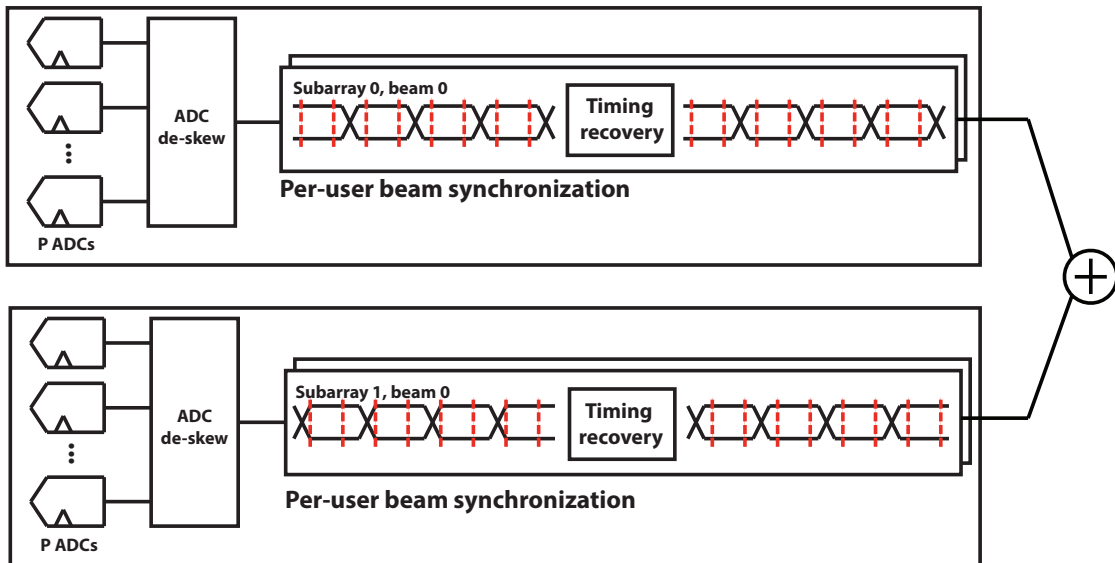 ADC
de-skew
P ADCs
Subarray 0, beam 0
Timing
recovery
Per-user beam synchronization
ADC
de-skew
P ADCs
Subarray 1, beam 0
Timing
recovery
Per-user beam synchronization